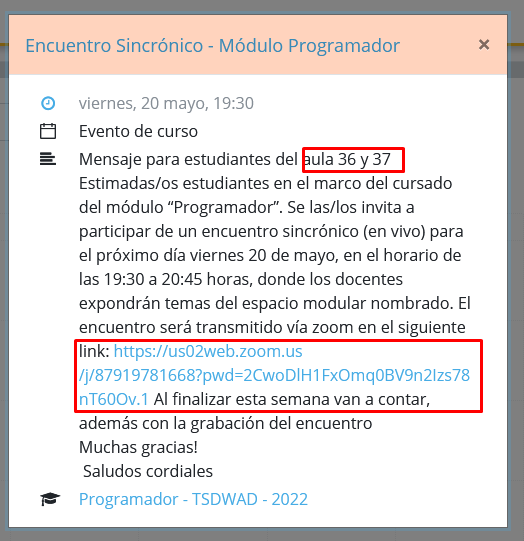 Encuentro Sincrónico - Módulo Programador ×
viernes, 20 mayo, 19:30
Evento de curso
Mensaje para estudiantes del aula 36 y 37
Estimadas/os estudiantes en el marco del cursado
del módulo “Programador”. Se las/los invita a
participar de un encuentro sincrónico (en vivo) para
el próximo día viernes 20 de mayo, en el horario de
las 19:30 a 20:45 horas, donde los docentes
expondrán temas del espacio modular nombrado. El
encuentro será transmitido vía zoom en el siguiente
link: https://us02web.zoom.us
/j/87919781668?pwd=2CwoDlH1FxOmq0BV9n2Izs78
nT60Ov.1 Al finalizar esta semana van a contar,
además con la grabación del encuentro
Muchas gracias!
Saludos cordiales
Programador - TSDWAD - 2022